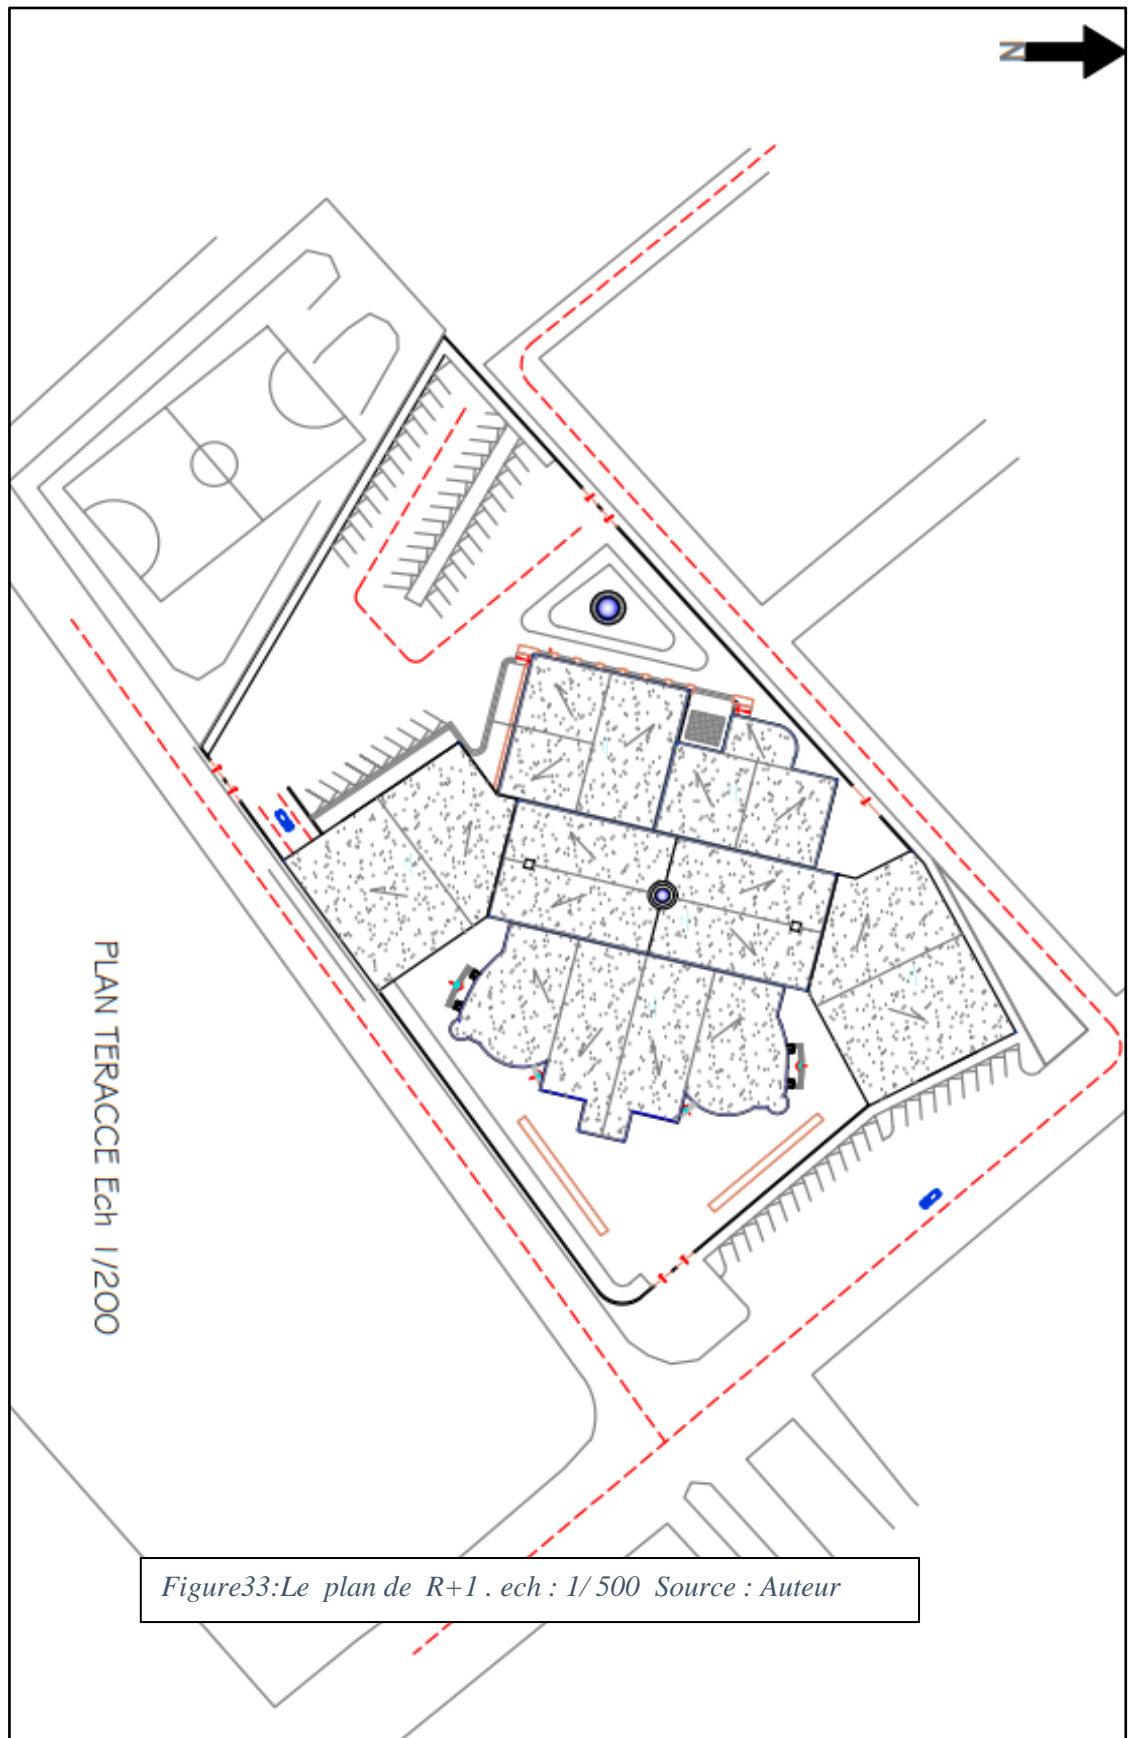 N
PLAN TERACCE Ech 1/200
Figure33:Le plan de R+1 . ech : 1/ 500 Source : Auteur